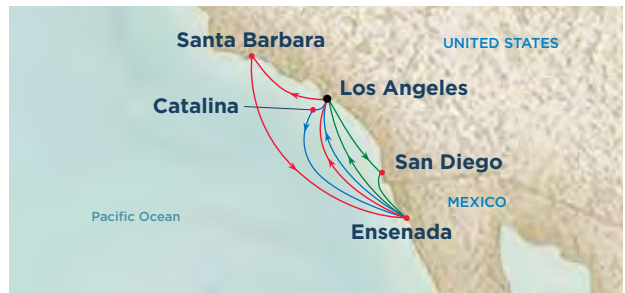 Santa Barbara
UNITED STATES
Los Angeles
Catalina
San Diego
MEXICO
Pacific Ocean
Ensenada